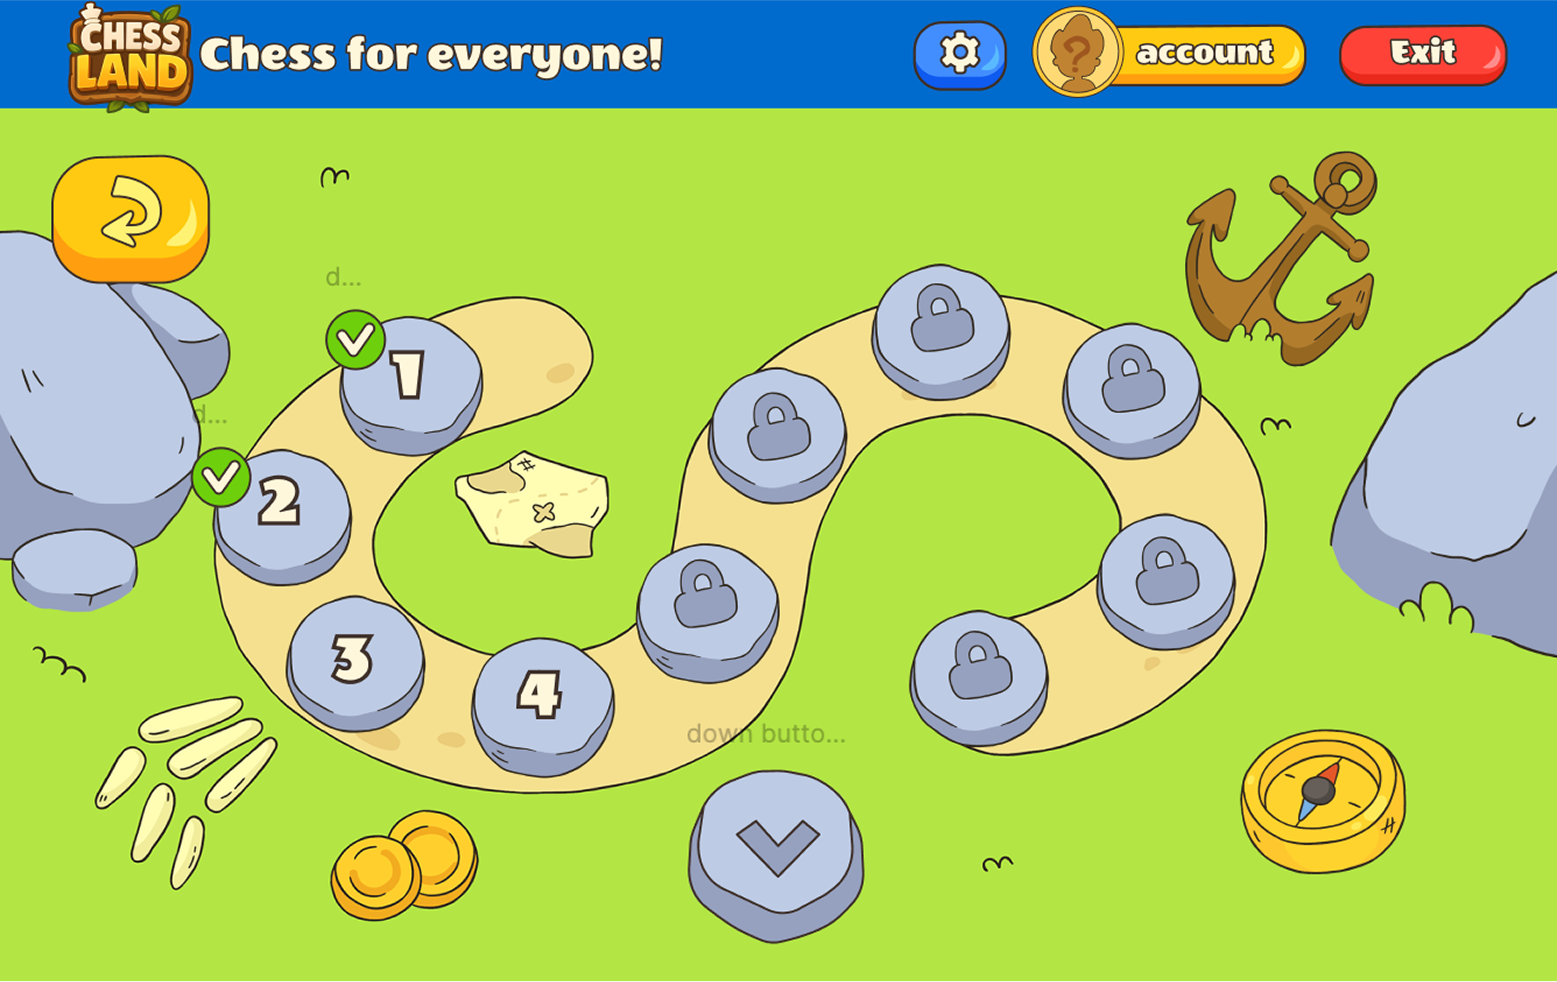 CHESS
LAND
Chess for everyone!
?
account
Exit
d...
1
d...
2
3
4
down butto...